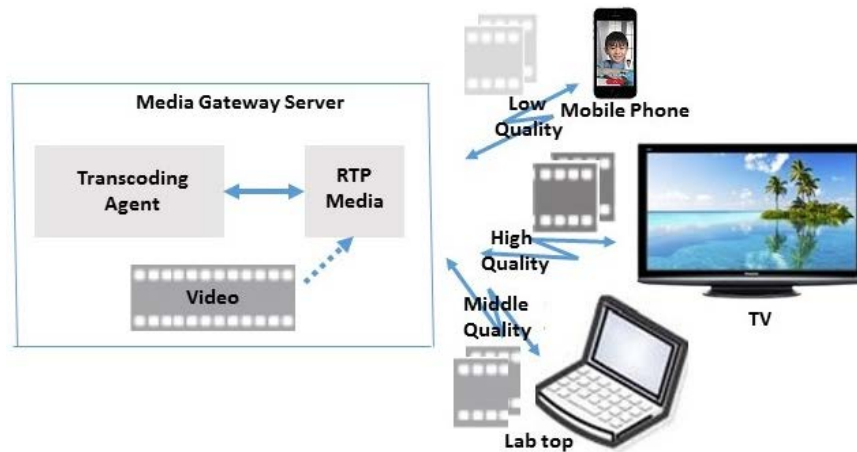 Media Gateway Server
Transcoding
Agent
RTP
Media
Video
Low
Quality
Mobile Phone
High
Quality
TV
Middle
Quality
Lab top